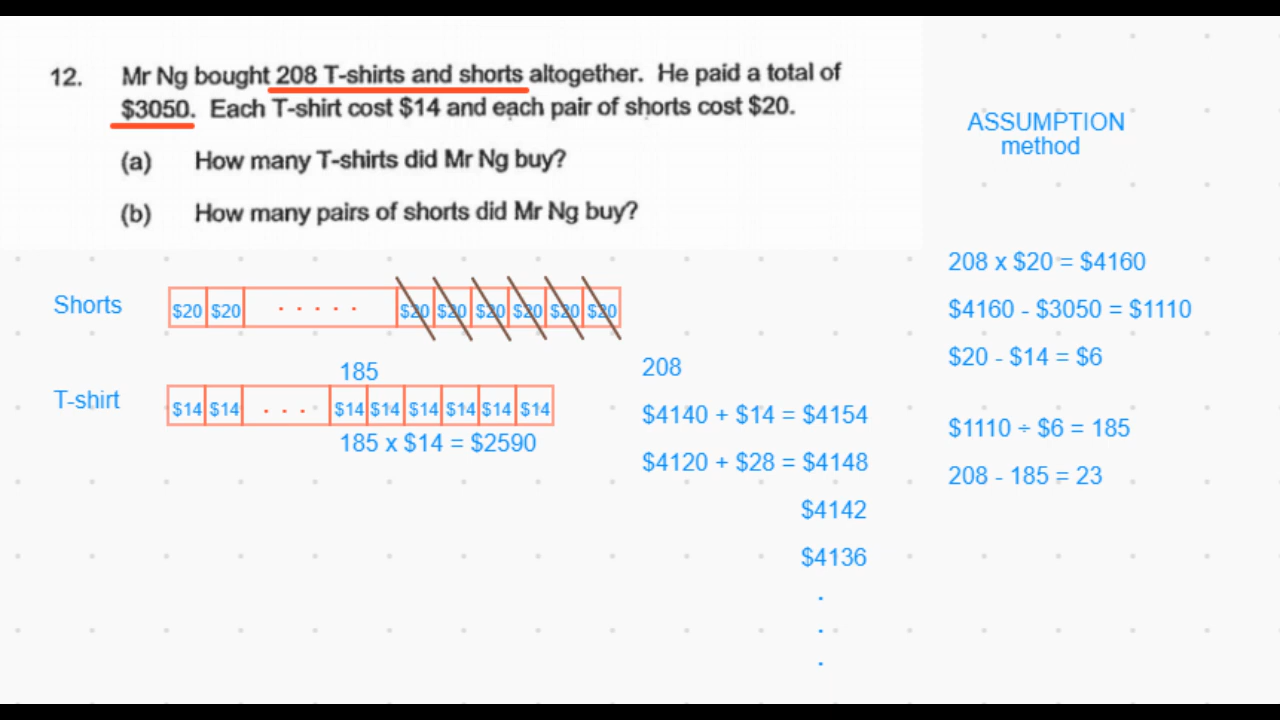 12. Mr Ng bought 208 T-shirts and shorts altogether. He paid a total of
$3050. Each T-shirt cost $14 and each pair of shorts cost $20.
(a) How many T-shirts did Mr Ng buy?
(b) How many pairs of shorts did Mr Ng buy?
ASSUMPTION
method
Shorts $20 $20 . . . . . $20 $20 $20 $20 $20 $20
185
T-shirt $14 $14 . . . $14 $14 $14 $14 $14 $14
185 x $14 = $2590
208
$4140 + $14 = $4154
$4120 + $28 = $4148
$4142
$4136
.
.
.
208 x $20 = $4160
$4160 - $3050 = $1110
$20 - $14 = $6
$1110 ÷ $6 = 185
208 - 185 = 23